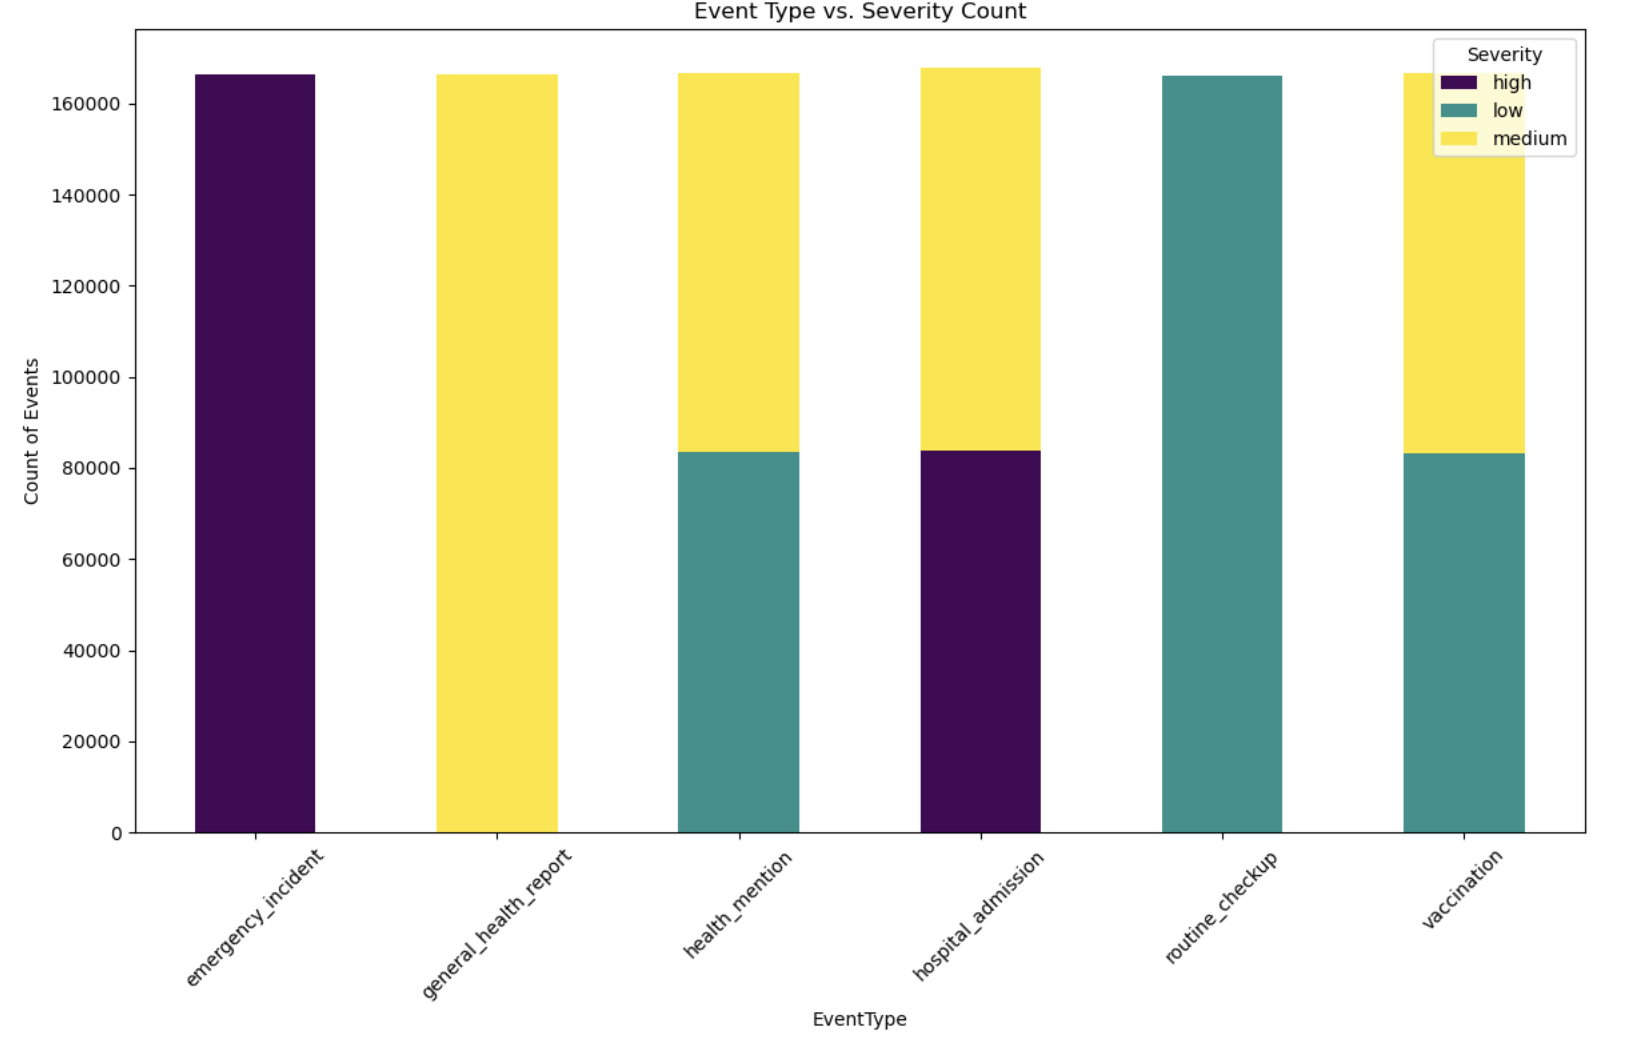 Event Type vs. Severity Count
Severity
high
low
medium
160000
140000
120000
100000
80000
60000
40000
20000
0
Count of Events
emergency_incident
general_health_report
health_mention
hospital_admission
routine_checkup
vaccination
EventType